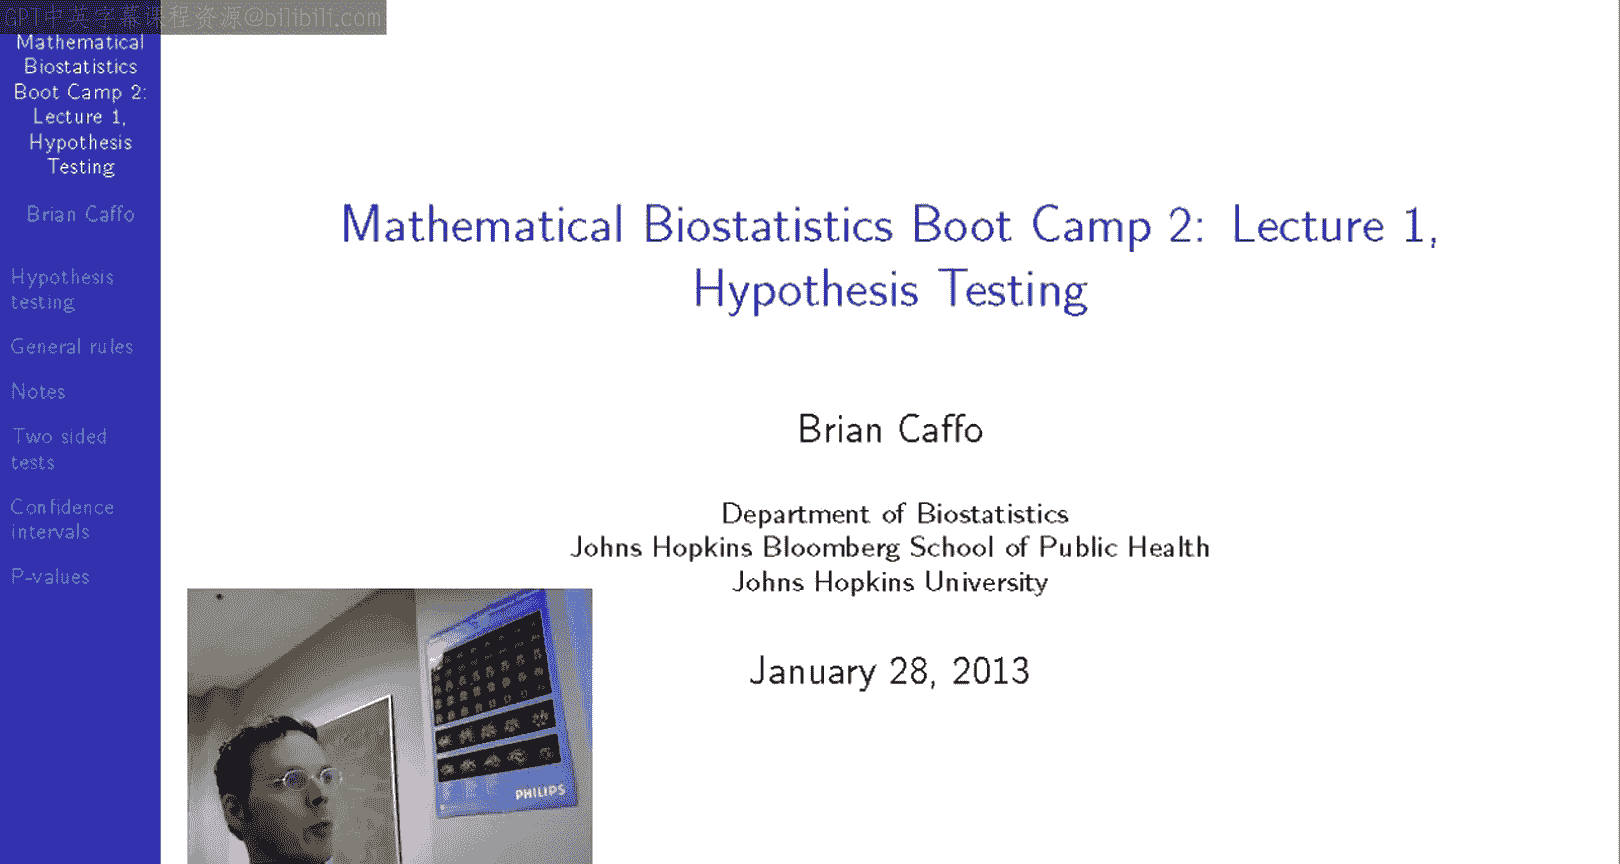 GPT中英字幕课程资源@bilibili.com
Mathematical
Biostatistics
Boot Camp 2:
Lecture 1,
Hypothesis
Testing
Brian Caffo
Hypothesis
testing
General rules
Notes
Two sided
tests
Confidence
intervals
P-values
Mathematical Biostatistics Boot Camp 2: Lecture 1,
Hypothesis Testing
Brian Caffo
Department of Biostatistics
Johns Hopkins Bloomberg School of Public Health
Johns Hopkins University
January 28, 2013
PHILIPS